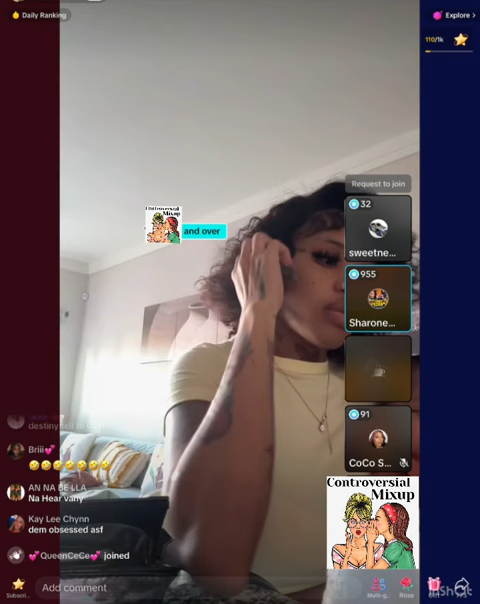 Daily Ranking
Explore >
110/1k
Request to join
32
Controversial
Mixup
and over
sweetne...
955
Sharone...
91
CoCo S...
Briii💕
🤣🤣🤣🤣🤣🤣🤣
AN NA BE LLA
Na Hear vany
Kay Lee Chynn
dem obsessed asf
💕QueenCeCe💕 joined
Controversial
Mixup
Subscri...
Add comment
Multi-g...
Rose